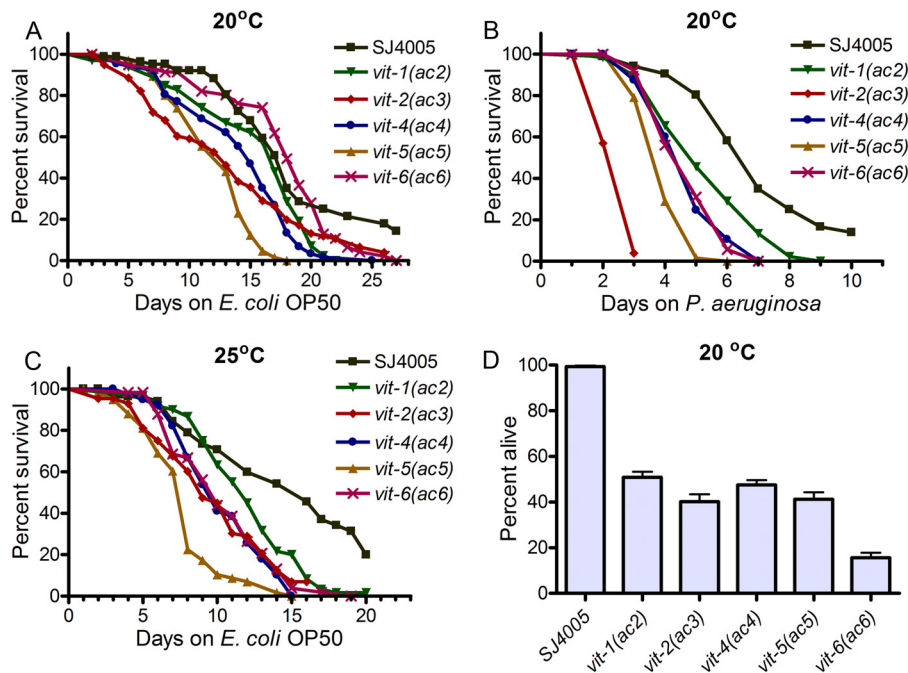 A
20°C
Percent survival
100
80
60
40
20
0
0
5
10
15
20
25
Days on E. coli OP50
SJ4005
vit-1(ac2)
vit-2(ac3)
vit-4(ac4)
vit-5(ac5)
vit-6(ac6)
B
20°C
Percent survival
100
80
60
40
20
0
0
2
4
6
8
10
Days on P. aeruginosa
SJ4005
vit-1(ac2)
vit-2(ac3)
vit-4(ac4)
vit-5(ac5)
vit-6(ac6)
C
25°C
Percent survival
100
80
60
40
20
0
0
5
10
15
20
Days on E. coli OP50
SJ4005
vit-1(ac2)
vit-2(ac3)
vit-4(ac4)
vit-5(ac5)
vit-6(ac6)
D
20 °C
Percent alive
100
80
60
40
20
0
SJ4005
vit-1(ac2)
vit-2(ac3)
vit-4(ac4)
vit-5(ac5)
vit-6(ac6)